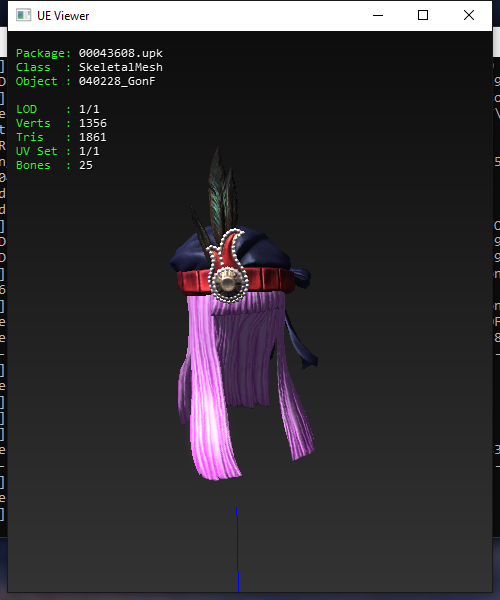 UE Viewer
Package: 00043608.upk
Class : SkeletalMesh
Object : 040228_GonF
LOD : 1/1
Verts : 1356
Tris : 1861
UV Set : 1/1
Bones : 25